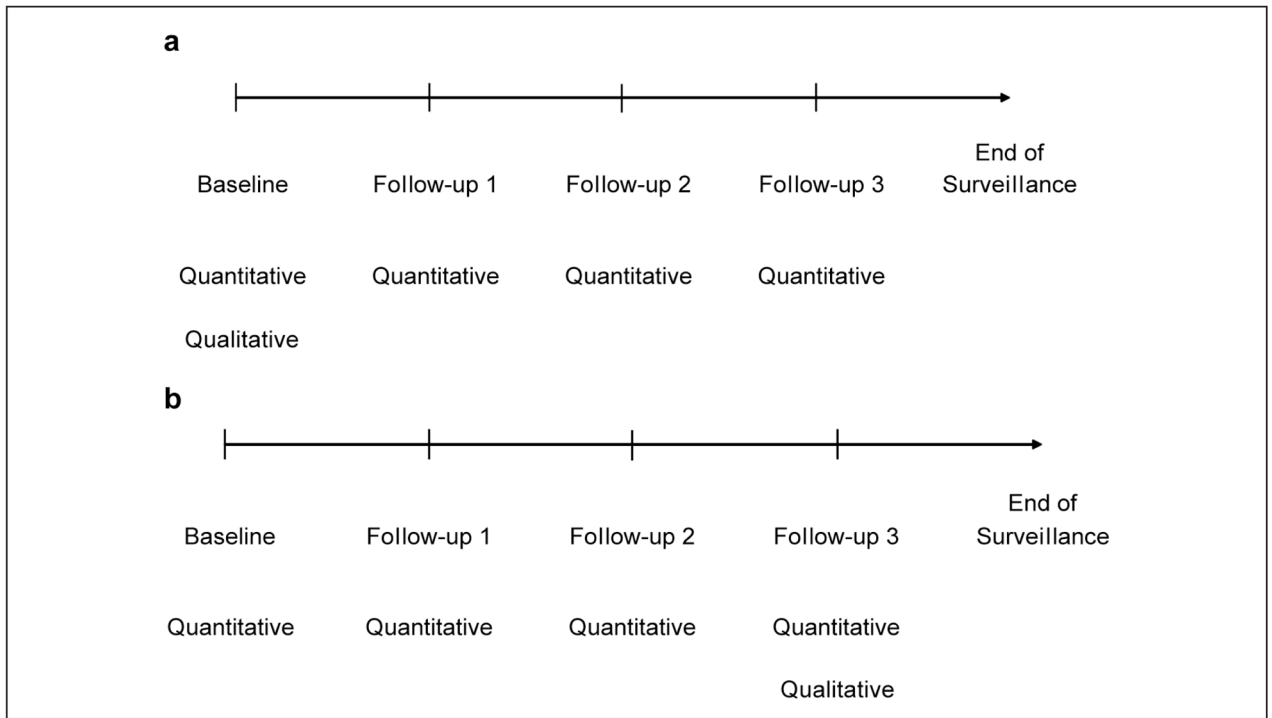 a
End of
Baseline Follow-up 1 Follow-up 2 Follow-up 3 Surveillance
Quantitative Quantitative Quantitative Quantitative
Qualitative
b
End of
Baseline Follow-up 1 Follow-up 2 Follow-up 3 Surveillance
Quantitative Quantitative Quantitative Quantitative
Qualitative